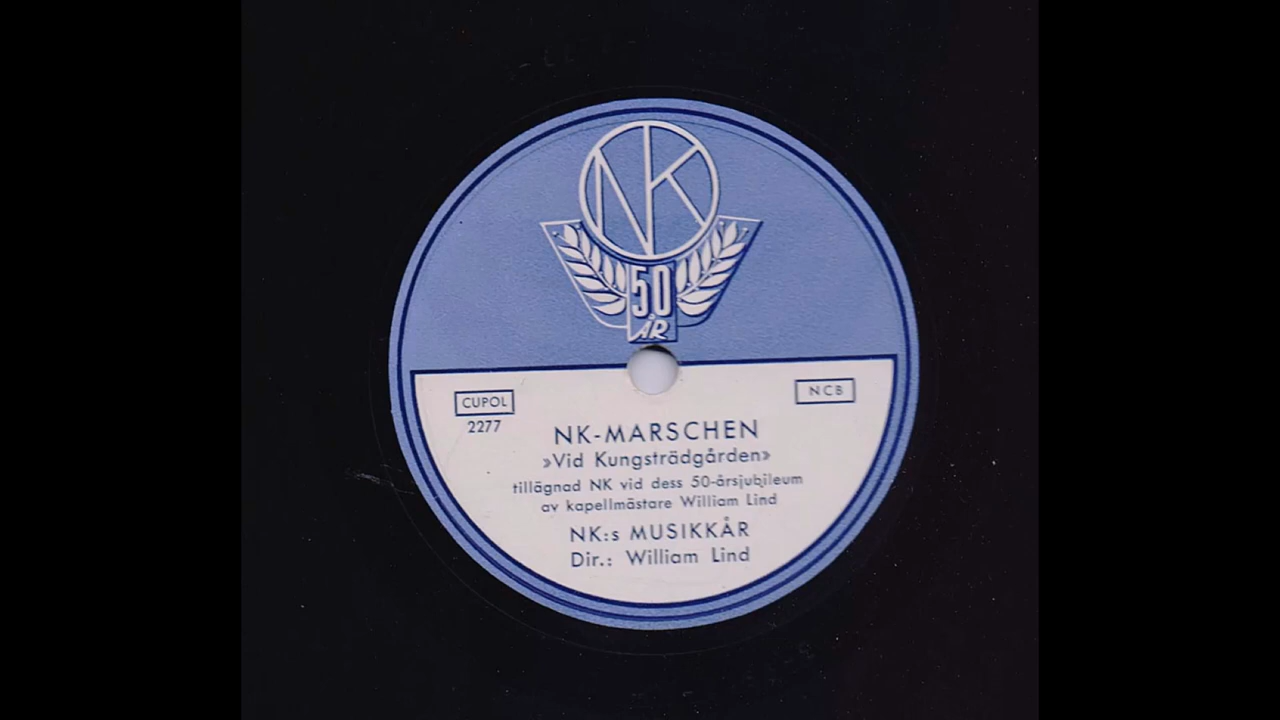 NK
50
ÅR
CUPOL
2277
NCB
NK-MARSCHEN
»Vid Kungsträdgården»
tillägnad NK vid dess 50-årsjubileum
av kapellmästare William Lind
NK:s MUSIKKÅR
Dir.: William Lind